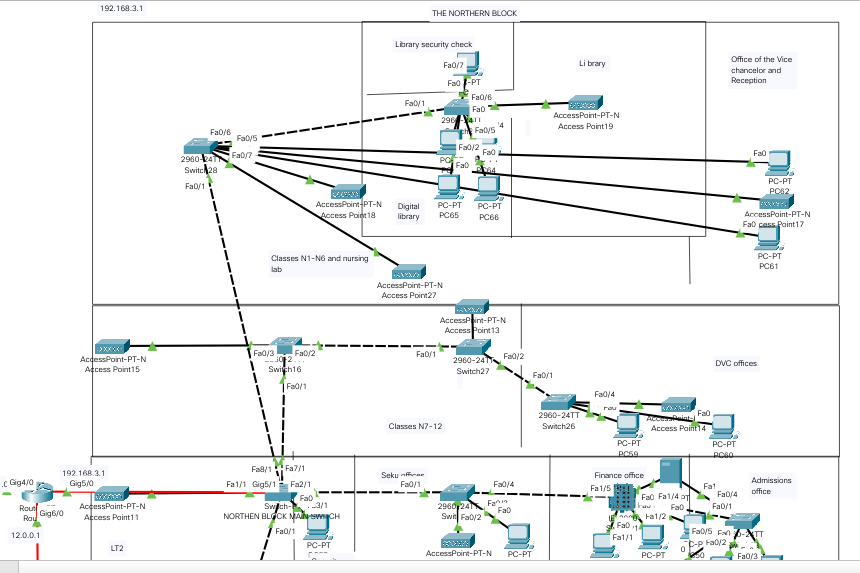 192.168.3.1
THE NORTHERN BLOCK
Library security check
Fa0/7
-PT
Li brary
Office of the Vice
chancelor and
Reception
Fa0/6
Fa0
Fa0/1
AccessPoint-PT-N
Access Point19
2960-24TT
Fa0/5
Fa0/6
Fa0/5
2960-24TT
Switch28
Fa0/7
Fa0/2
Fa0
PC64
Fa0
PC-PT
PC62
Fa0/1
AccessPoint-PT-N
Access Point18
Digital
library
PC-PT
PC65
PC-PT
PC66
AccessPoint-PT-N
Fa0
cess Point17
PC-PT
PC61
Classes N1-N6 and nursing
lab
AccessPoint-PT-N
Access Point27
AccessPoint-PT-N
Access Point13
AccessPoint-PT-N
Access Point15
Fa0/3
Fa0/2
Switch16
Fa0/1
Fa0/1
2960-24TT
Switch27
Fa0/2
DVC offices
Fa0/1
Fa0/4
2960-24TT
Switch26
AccessPoint-PT-N
Access Point14
Fa0
PC-PT
PC59
PC-PT
PC60
Classes N7-12
192.168.3.1
Fa8/1
Fa7/1
Seku offices
Finance office
Admissions
office
Gig4/0
Gig5/0
Rou
Rou
Gig6/0
12.0.0.1
AccessPoint-PT-N
Access Point11
Fa1/1
Fa2/1
Fa0
NORTHEN BLOCK MAIN SWITCH
Fa0/1
PC-PT
LT2
Fa0/1
Fa0/4
Fa0/2
AccessPoint-PT-N
PC-PT
Fa1/5
Fa0
Fa1/4
Fa1
Fa0/4
Fa1/2
Fa0
Fa1/1
PC-PT
Fa0/5
Fa0/2
Fa0/3